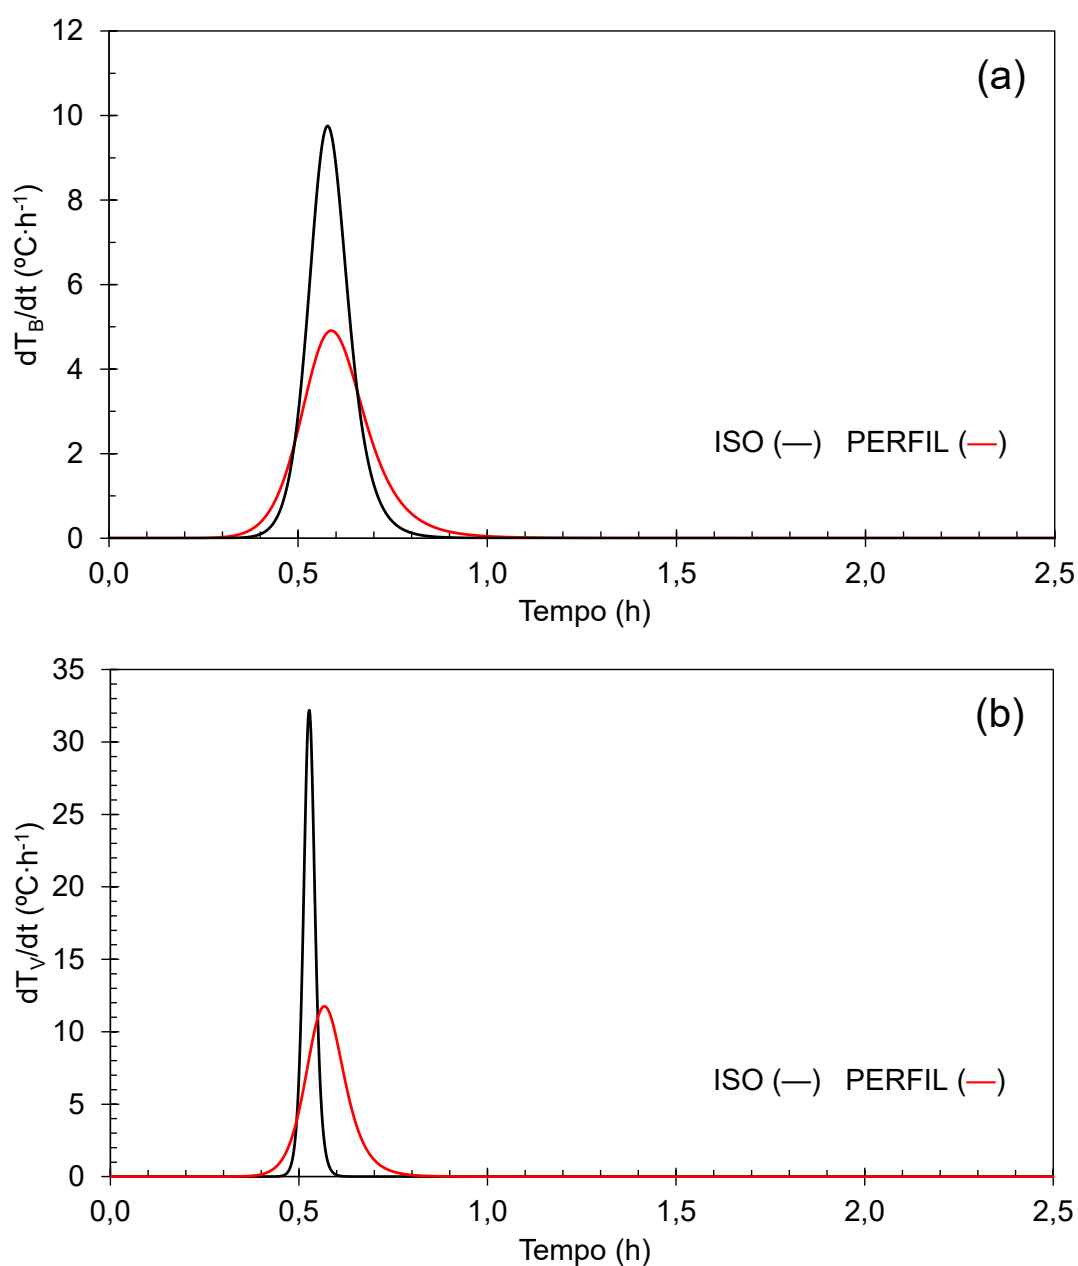 12
(a)
10
8
6
4
2
0
dT_B/dt (ºC·h⁻¹)
ISO (—) PERFIL (—)
0,0 0,5 1,0 1,5 2,0 2,5
Tempo (h)
35
(b)
30
25
20
15
10
5
0
dT_V/dt (ºC·h⁻¹)
ISO (—) PERFIL (—)
0,0 0,5 1,0 1,5 2,0 2,5
Tempo (h)